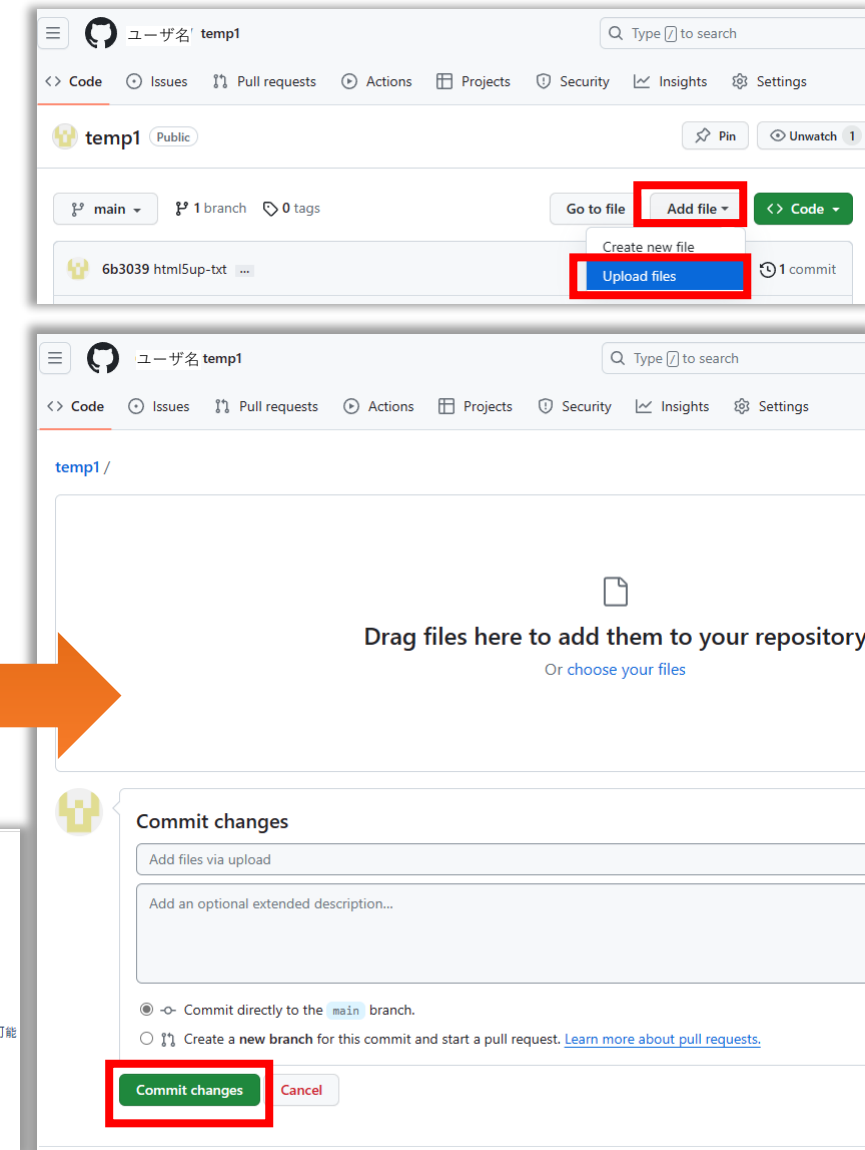 ユーザ名 temp1
Type / to search
Code Issues Pull requests Actions Projects Security Insights Settings
temp1 Public Pin Unwatch 1
main 1 branch 0 tags Go to file Add file Code
Create new file
6b3039 html5up-txt ... Upload files 1 commit
ユーザ名 temp1
Type / to search
Code Issues Pull requests Actions Projects Security Insights Settings
temp1 /
Drag files here to add them to your repository
Or choose your files
Commit changes
Add files via upload
Add an optional extended description...
Commit directly to the main branch.
可能
Create a new branch for this commit and start a pull request. Learn more about pull requests.
Commit changes Cancel